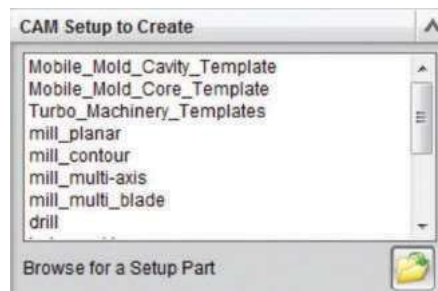 CAM Setup to Create
Mobile_Mold_Cavity_Template
Mobile_Mold_Core_Template
Turbo_Machinery_Templates
mill_planar
mill_contour
mill_multi-axis
mill_multi_blade
drill
Browse for a Setup Part